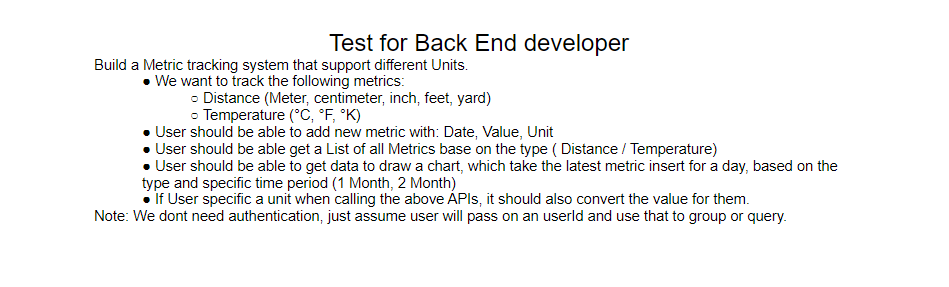 Test for Back End developer
Build a Metric tracking system that support different Units.
● We want to track the following metrics:
○ Distance (Meter, centimeter, inch, feet, yard)
○ Temperature (°C, °F, °K)
● User should be able to add new metric with: Date, Value, Unit
● User should be able get a List of all Metrics base on the type ( Distance / Temperature)
● User should be able to get data to draw a chart, which take the latest metric insert for a day, based on the
type and specific time period (1 Month, 2 Month)
● If User specific a unit when calling the above APIs, it should also convert the value for them.
Note: We dont need authentication, just assume user will pass on an userId and use that to group or query.